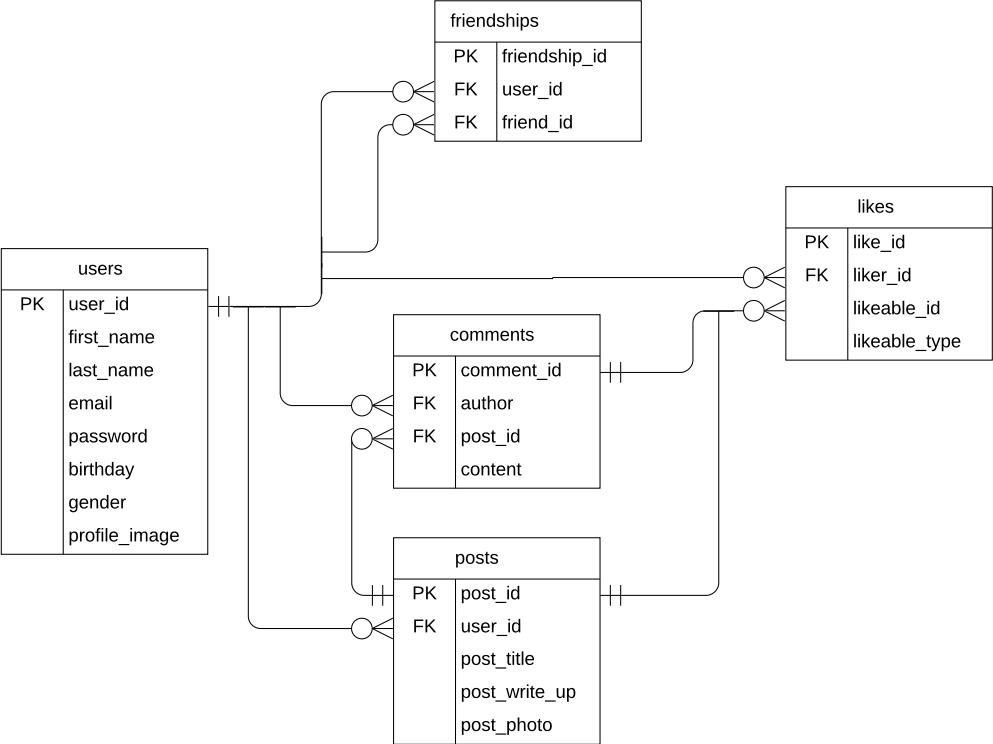 friendships
PK friendship_id
FK user_id
FK friend_id
likes
PK like_id
FK liker_id
likeable_id
likeable_type
users
PK user_id
first_name
last_name
email
password
birthday
gender
profile_image
comments
PK comment_id
FK author
FK post_id
content
posts
PK post_id
FK user_id
post_title
post_write_up
post_photo